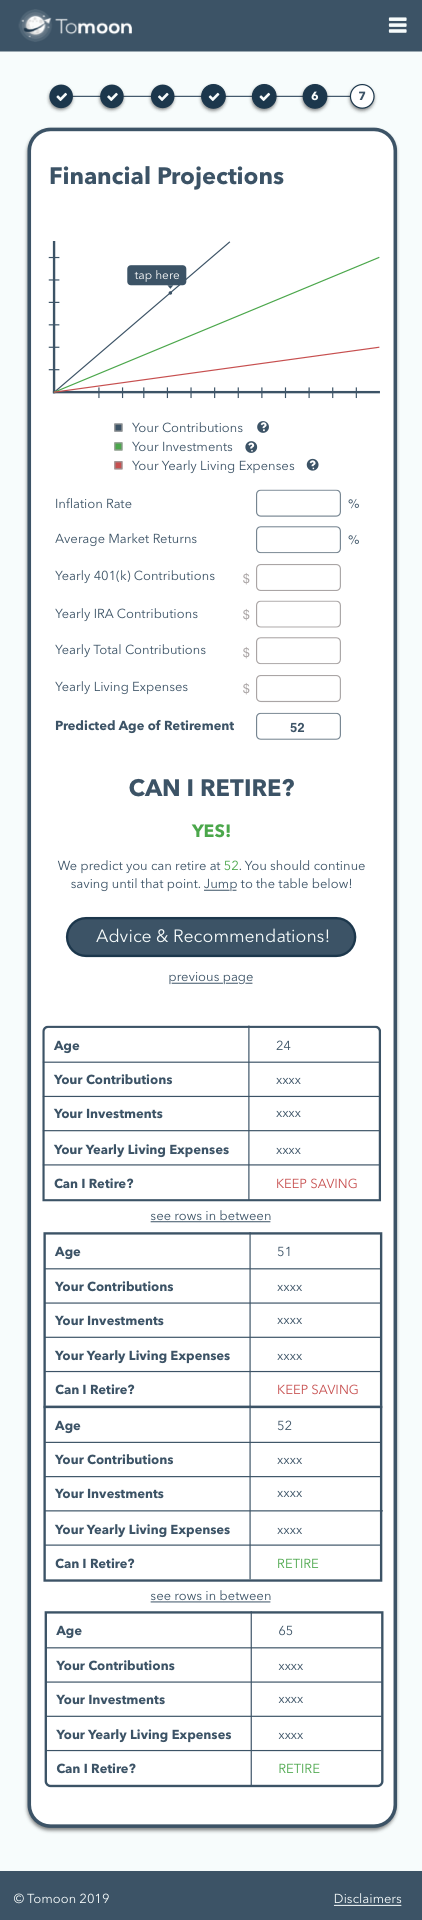 Tomoon
6
7
Financial Projections
tap here
Your Contributions ?
Your Investments ?
Your Yearly Living Expenses ?
Inflation Rate %
Average Market Returns %
Yearly 401(k) Contributions $
Yearly IRA Contributions $
Yearly Total Contributions $
Yearly Living Expenses $
Predicted Age of Retirement 52
CAN I RETIRE?
YES!
We predict you can retire at 52. You should continue
saving until that point. Jump to the table below!
Advice & Recommendations!
previous page
Age 24
Your Contributions xxxx
Your Investments xxxx
Your Yearly Living Expenses xxxx
Can I Retire? KEEP SAVING
see rows in between
Age 51
Your Contributions xxxx
Your Investments xxxx
Your Yearly Living Expenses xxxx
Can I Retire? KEEP SAVING
Age 52
Your Contributions xxxx
Your Investments xxxx
Your Yearly Living Expenses xxxx
Can I Retire? RETIRE
see rows in between
Age 65
Your Contributions xxxx
Your Investments xxxx
Your Yearly Living Expenses xxxx
Can I Retire? RETIRE
© Tomoon 2019 Disclaimers